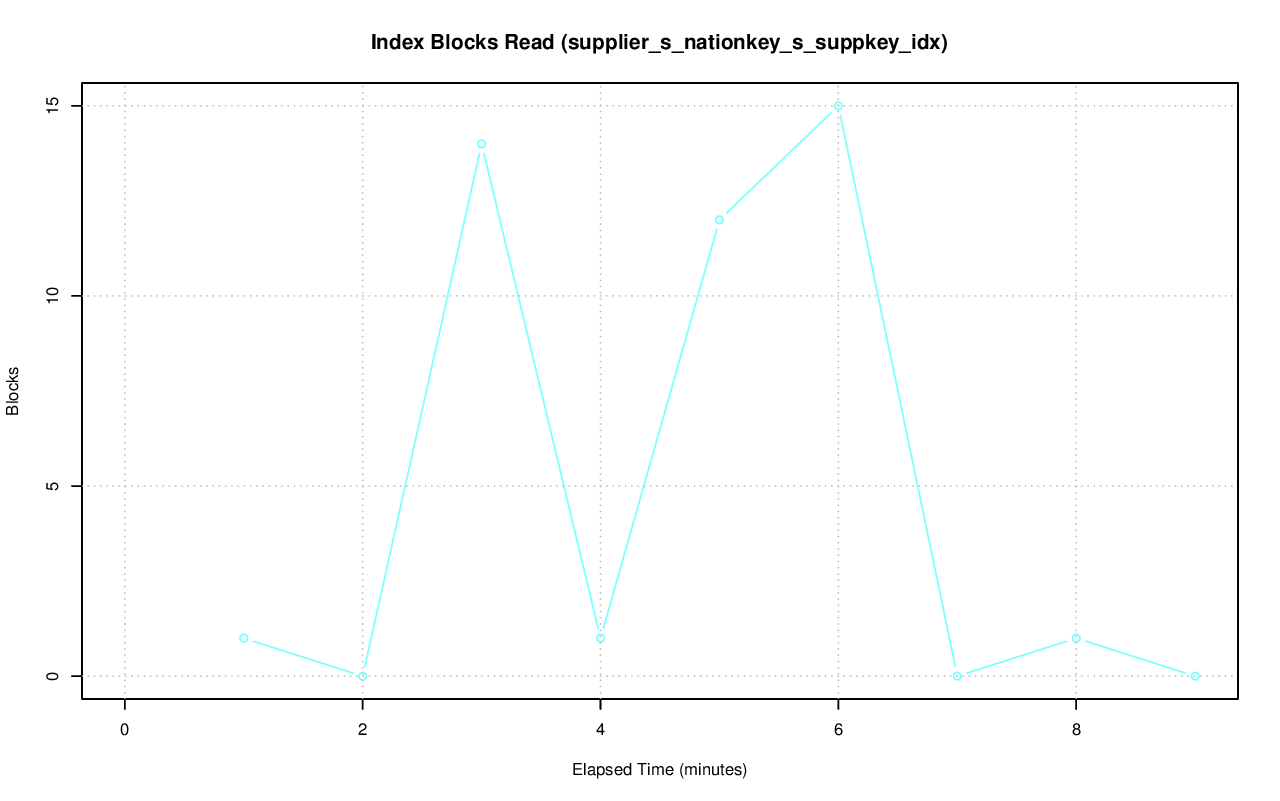 Index Blocks Read (supplier_s_nationkey_s_suppkey_idx)
15
10
5
0
Blocks
0 2 4 6 8
Elapsed Time (minutes)